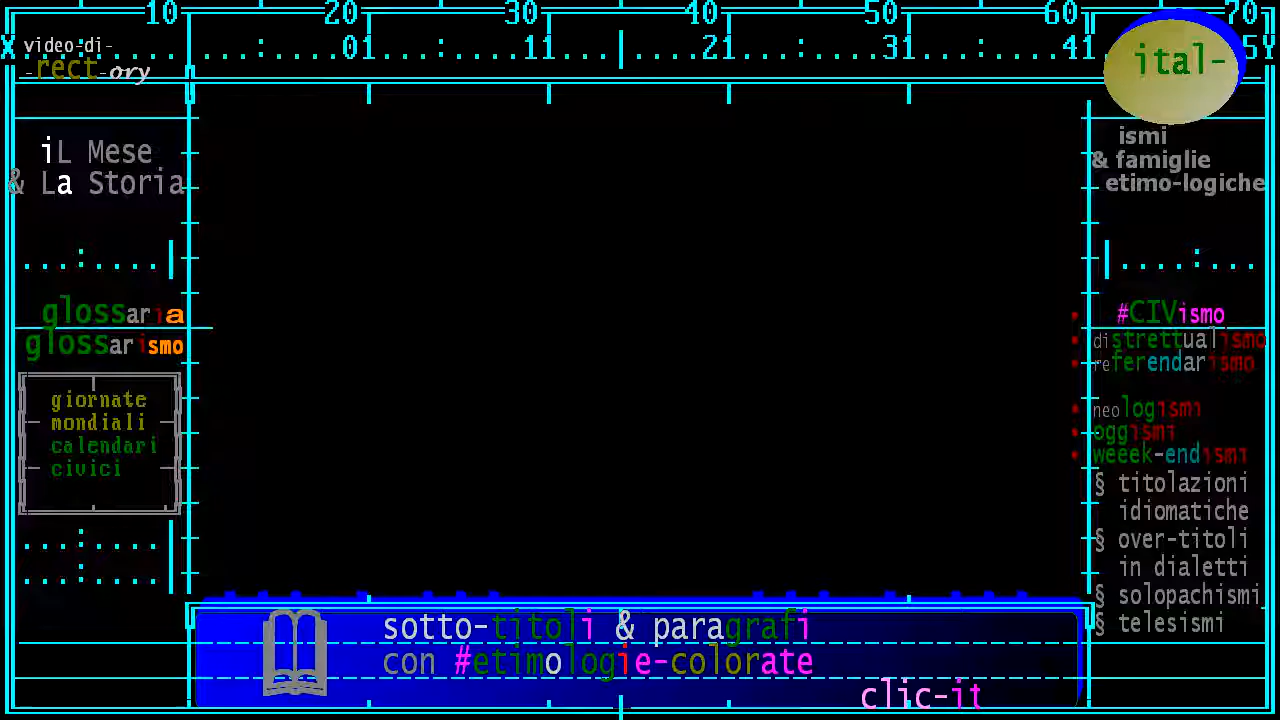 10 20 30 40 50 60 70
X ...:....01....:....11....:....21....:....31....:....41 5Y
video-di-
-rect-ory
ital-
iL Mese
& La Storia
ismi
& famiglie
etimo-logiche
...:....|
|....:...
glossaria
glossarismo
#CIVismo
distrettualismo
referendarismo
giornate
mondiali
calendari
civici
neologismi
oggismi
weeek-endismi
§ titolazioni
idiomatiche
§ over-titoli
in dialetti
§ solopachismi
§ telesismi
...:....|
...:....|
sotto-titoli & paragrafi
con #etimologie-colorate
clic-it